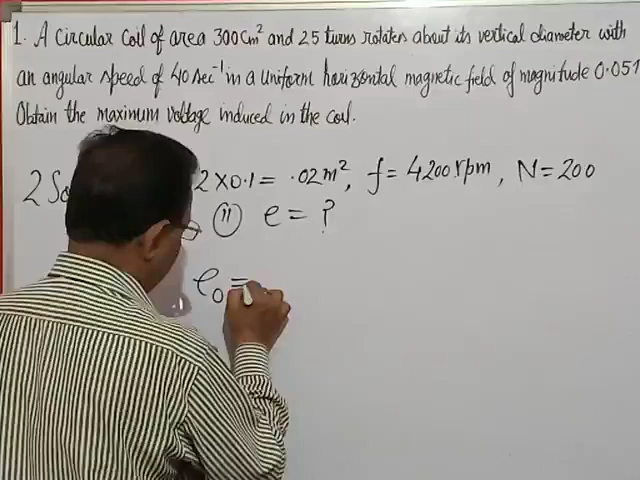 1. A Circular Coil of area 300cm² and 25 turns rotates about its vertical diameter with
an angular speed of 40 sec⁻¹ in a uniform horizontal magnetic field of magnitude 0.05T
Obtain the maximum voltage induced in the coil.
2 2 × 0.1 = .02m², f = 4200 rpm, N = 200
(ii) e = ?
e₀ =